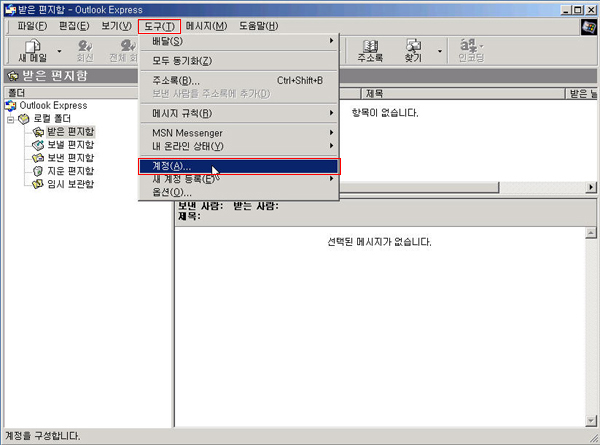 받은 편지함 - Outlook Express
파일(F) 편집(E) 보기(V) 도구(T) 메시지(M) 도움말(H)
새 메일 회신 전체 회 주소록 찾기 인코딩
배달(S)
모두 동기화(Z)
주소록(B)... Ctrl+Shift+B
보낸 사람을 주소록에 추가(D)
메시지 규칙(R)
MSN Messenger
내 온라인 상태(Y)
계정(A)...
새 계정 등록(E)
옵션(O)...
받은 편지함
폴더
Outlook Express
로컬 폴더
받은 편지함
보낼 편지함
보낸 편지함
지운 편지함
임시 보관함
제목 받은 날
항목이 없습니다.
보낸 사람: 받는 사람:
제목:
선택된 메시지가 없습니다.
계정을 구성합니다.